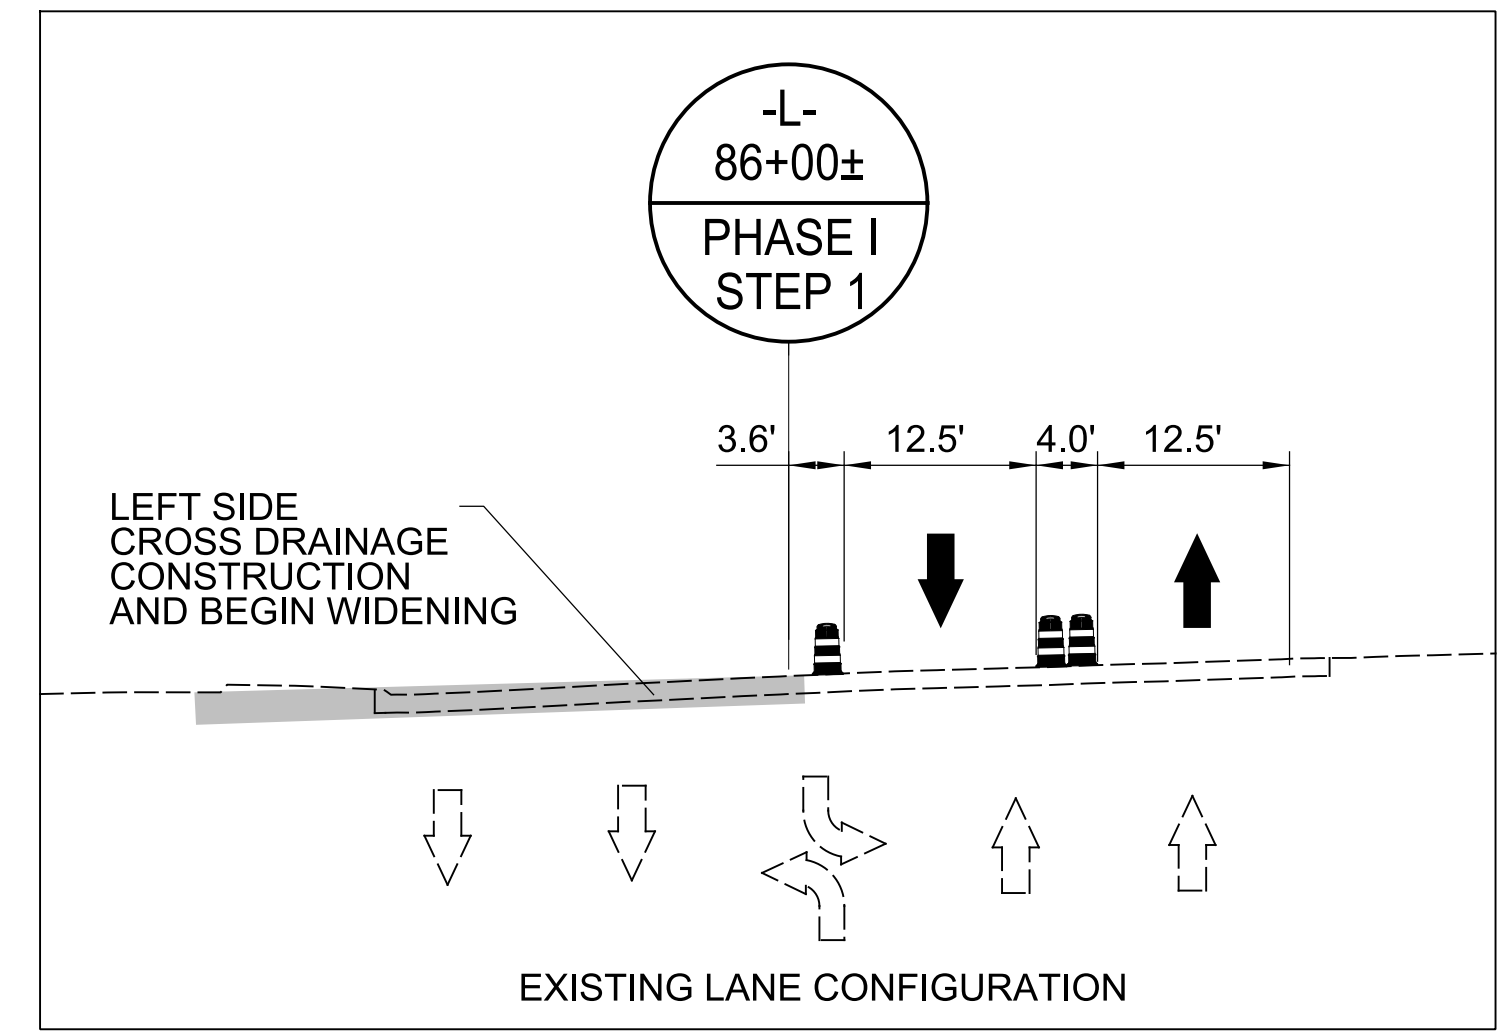 -L-
86+00±
PHASE I
STEP 1
3.6' 12.5' 4.0' 12.5'
LEFT SIDE
CROSS DRAINAGE
CONSTRUCTION
AND BEGIN WIDENING
EXISTING LANE CONFIGURATION